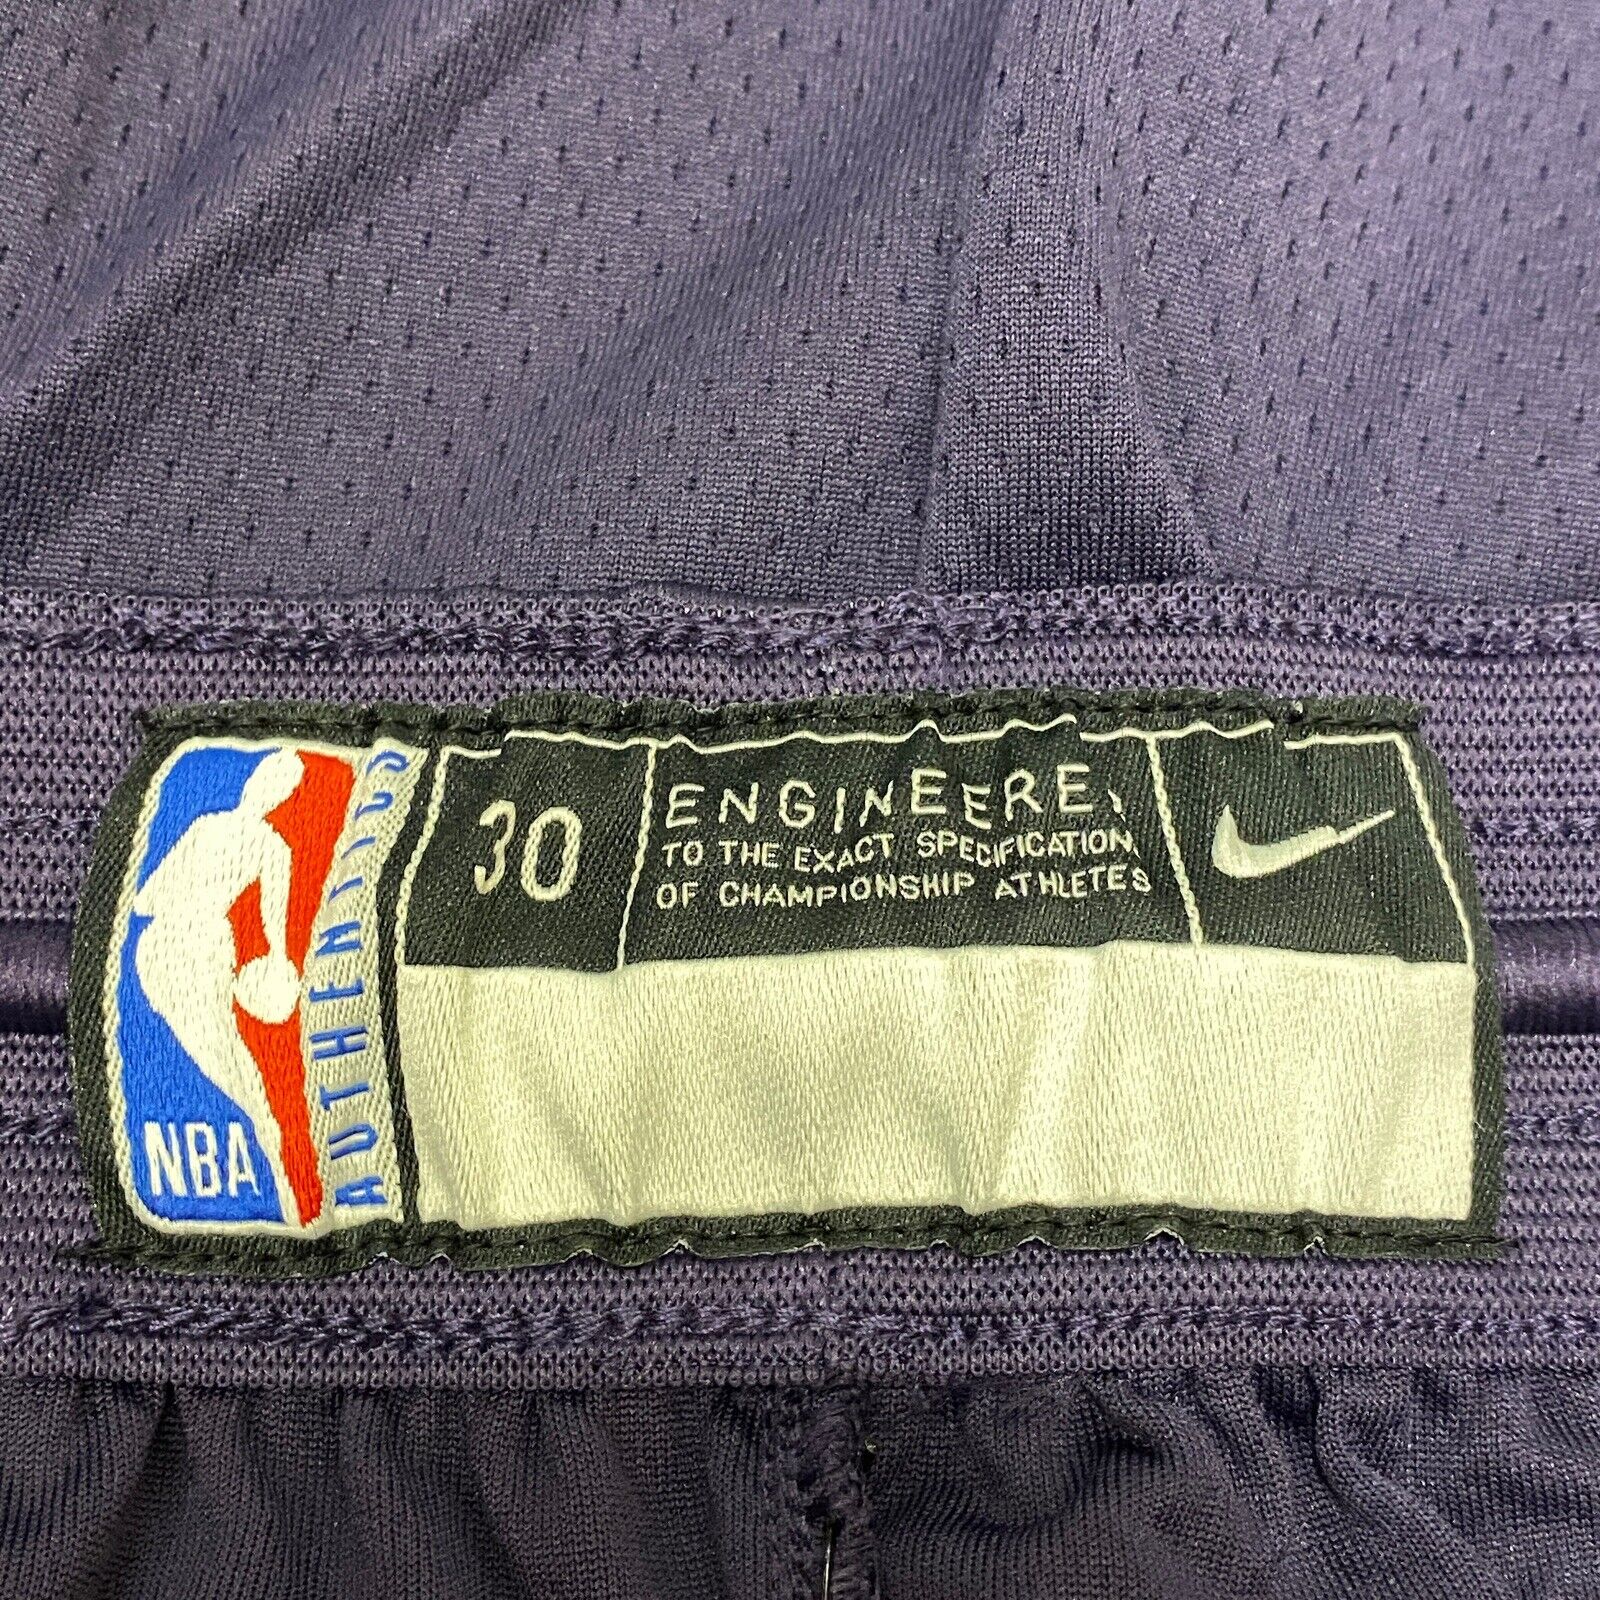 NBA
AUTHENTICS
30
ENGINEERED
TO THE EXACT SPECIFICATION
OF CHAMPIONSHIP ATHLETES